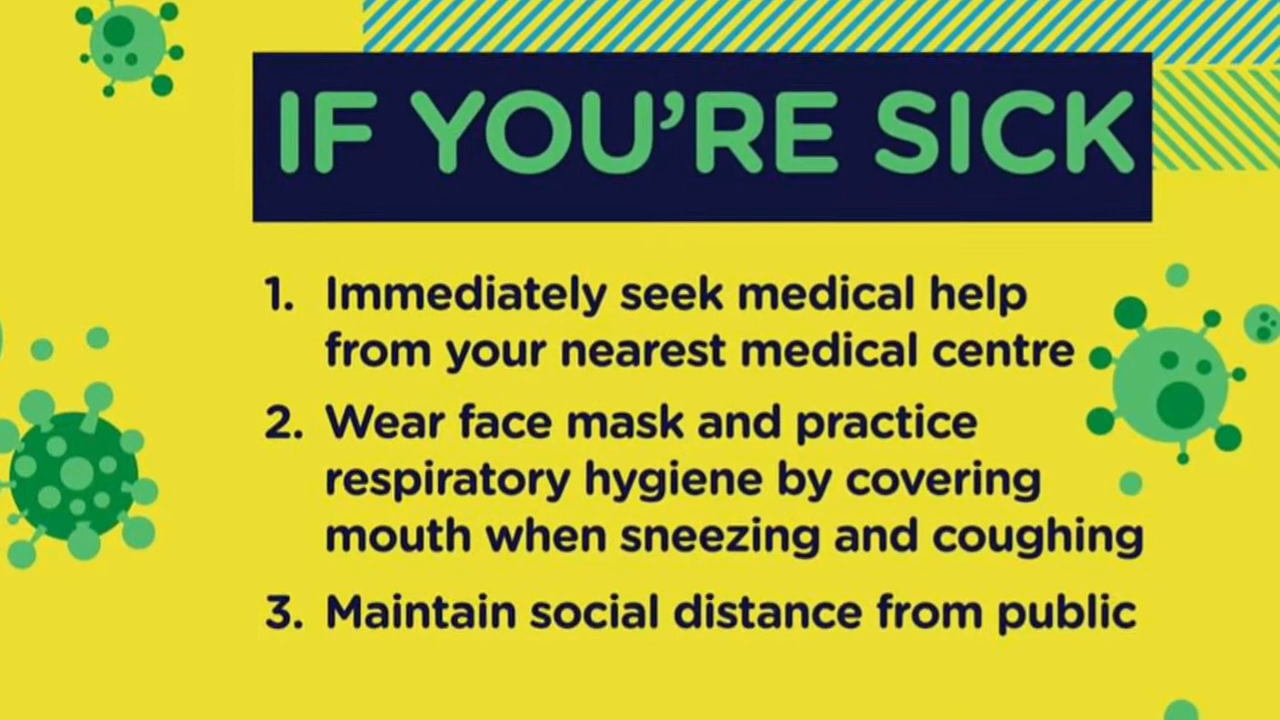 IF YOU'RE SICK
1. Immediately seek medical help
from your nearest medical centre
2. Wear face mask and practice
respiratory hygiene by covering
mouth when sneezing and coughing
3. Maintain social distance from public